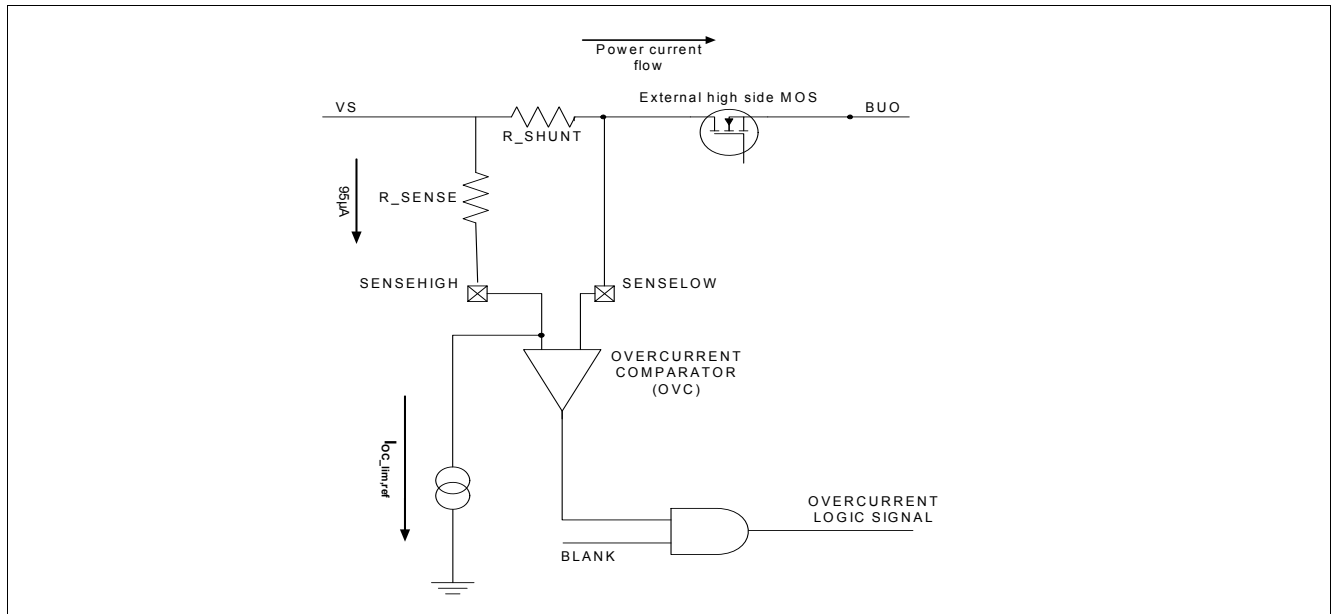 Power current
flow
External high side MOS
VS
BUO
R_SHUNT
95µA
R_SENSE
SENSEHIGH
SENSELOW
OVERCURRENT
COMPARATOR
(OVC)
IOC_lim,ref
OVERCURRENT
LOGIC SIGNAL
BLANK